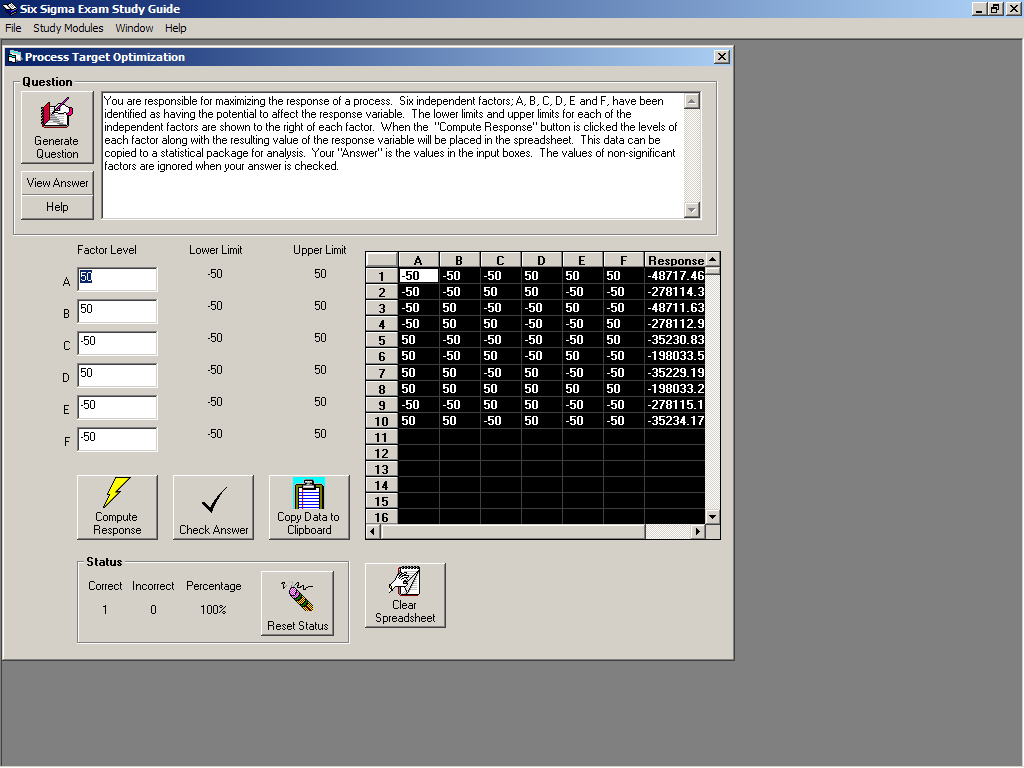 Six Sigma Exam Study Guide
File Study Modules Window Help
Process Target Optimization
Question
Generate
Question
View Answer
Help
You are responsible for maximizing the response of a process. Six independent factors; A, B, C, D, E and F, have been
identified as having the potential to affect the response variable. The lower limits and upper limits for each of the
independent factors are shown to the right of each factor. When the "Compute Response" button is clicked the levels of
each factor along with the resulting value of the response variable will be placed in the spreadsheet. This data can be
copied to a statistical package for analysis. Your "Answer" is the values in the input boxes. The values of non-significant
factors are ignored when your answer is checked.
Factor Level Lower Limit Upper Limit
A 50 -50 50
B 50 -50 50
C -50 -50 50
D 50 -50 50
E -50 -50 50
F -50 -50 50
A B C D E F Response
1 -50 -50 -50 -50 50 50 -48717.46
2 -50 -50 50 50 -50 50 -278114.3
3 -50 50 -50 50 -50 50 -48711.63
4 -50 50 50 -50 50 50 -278112.9
5 50 50 -50 -50 -50 50 -35230.83
6 50 -50 50 -50 50 50 -198033.5
7 50 50 -50 50 -50 -50 -35229.19
8 50 50 50 50 50 50 -198033.2
9 -50 -50 50 50 -50 -50 -278115.1
10 50 50 -50 50 -50 -50 -35234.17
11
12
13
14
15
16
Compute
Response
Check Answer
Copy Data to
Clipboard
Status
Correct Incorrect Percentage
1 0 100%
Reset Status
Clear
Spreadsheet